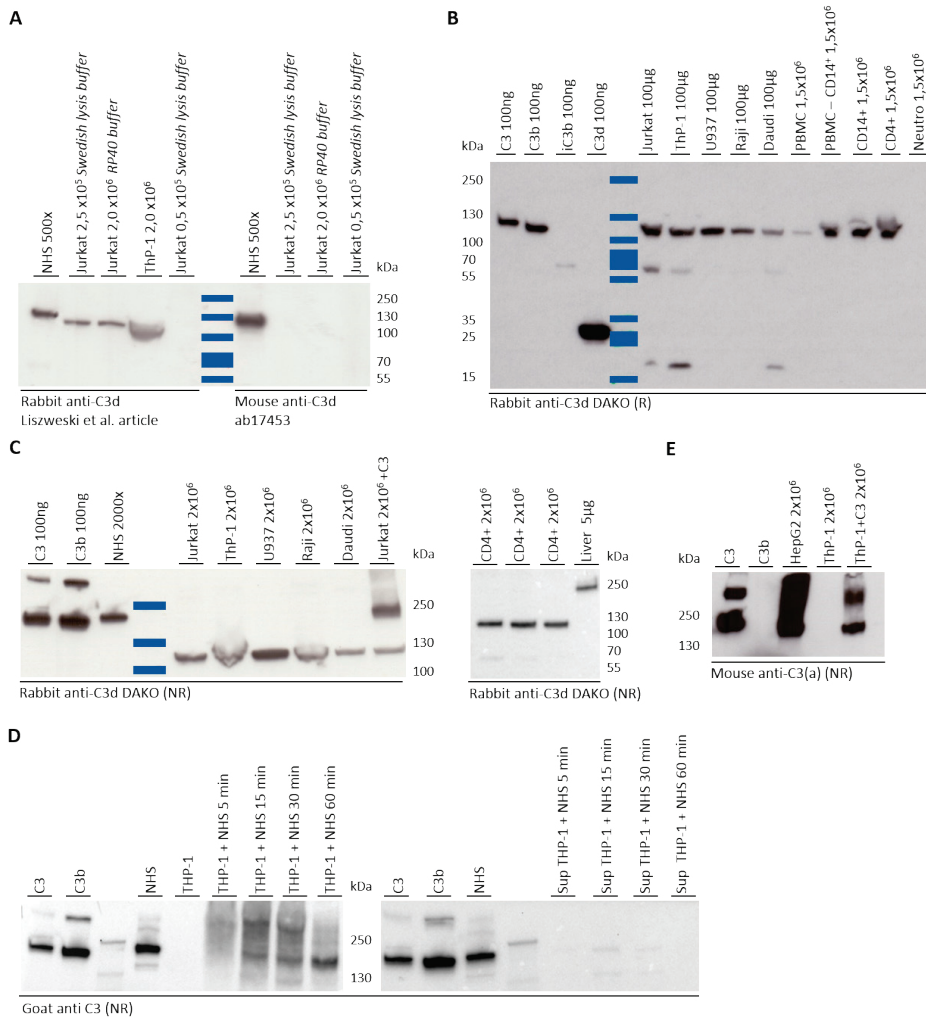 A
NHS 500x
Jurkat 2,5 x10⁵ Swedish lysis buffer
Jurkat 2,0 x10⁶ RP40 buffer
ThP-1 2,0 x10⁶
Jurkat 0,5 x10⁵ Swedish lysis buffer
NHS 500x
Jurkat 2,5 x10⁵ Swedish lysis buffer
Jurkat 2,0 x10⁶ RP40 buffer
Jurkat 0,5 x10⁵ Swedish lysis buffer
kDa
250
130
100
70
55
Rabbit anti-C3d
Liszweski et al. article
Mouse anti-C3d
ab17453
B
C3 100ng
C3b 100ng
iC3b 100ng
C3d 100ng
Jurkat 100µg
ThP-1 100µg
U937 100µg
Raji 100µg
Daudi 100µg
PBMC 1,5x10⁶
PBMC – CD14⁺ 1,5x10⁶
CD14+ 1,5x10⁶
CD4+ 1,5x10⁶
Neutro 1,5x10⁶
kDa
250
130
100
70
55
35
25
15
Rabbit anti-C3d DAKO (R)
C
C3 100ng
C3b 100ng
NHS 2000x
Jurkat 2x10⁶
ThP-1 2x10⁶
U937 2x10⁶
Raji 2x10⁶
Daudi 2x10⁶
Jurkat 2x10⁶ +C3
kDa
250
130
100
Rabbit anti-C3d DAKO (NR)
CD4+ 2x10⁶
CD4+ 2x10⁶
CD4+ 2x10⁶
Liver 5µg
kDa
250
130
100
70
55
Rabbit anti-C3d DAKO (NR)
E
kDa
250
130
C3
C3b
HepG2 2x10⁶
ThP-1 2x10⁶
ThP-1+C3 2x10⁶
Mouse anti-C3(a) (NR)
D
C3
C3b
NHS
THP-1
THP-1 + NHS 5 min
THP-1 + NHS 15 min
THP-1 + NHS 30 min
THP-1 + NHS 60 min
kDa
250
130
C3
C3b
NHS
Sup THP-1 + NHS 5 min
Sup THP-1 + NHS 15 min
Sup THP-1 + NHS 30 min
Sup THP-1 + NHS 60 min
Goat anti C3 (NR)